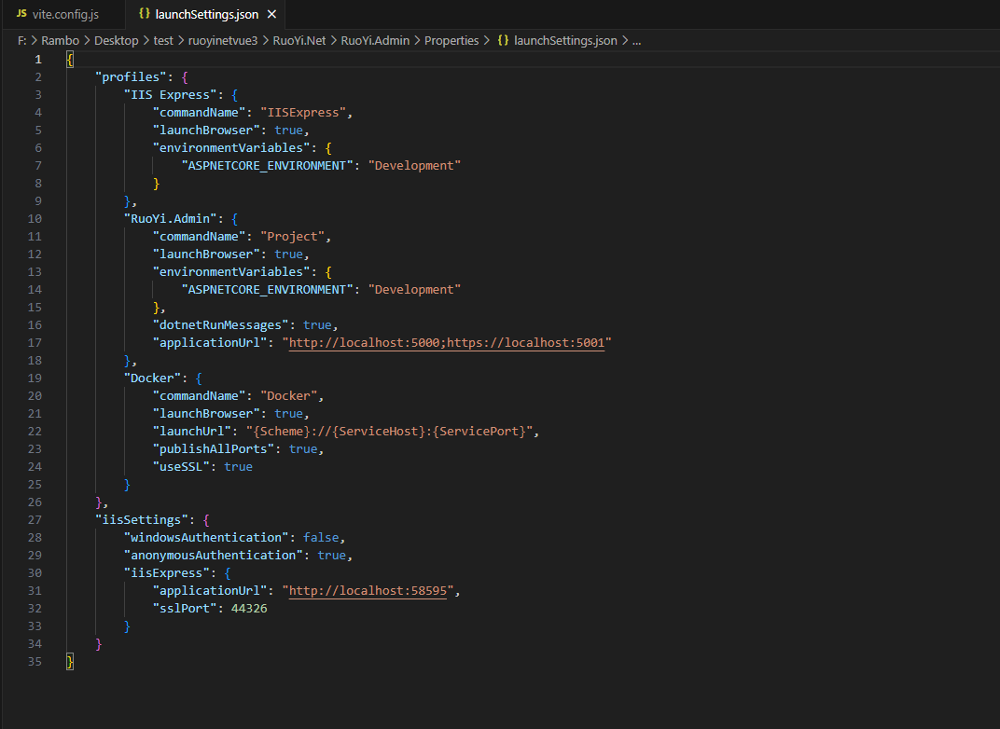 JS vite.config.js {} launchSettings.json ×
F: > Rambo > Desktop > test > ruoyinetvue3 > RuoYi.Net > RuoYi.Admin > Properties > {} launchSettings.json > ...
1 {
2 "profiles": {
3 "IIS Express": {
4 "commandName": "IISExpress",
5 "launchBrowser": true,
6 "environmentVariables": {
7 "ASPNETCORE_ENVIRONMENT": "Development"
8 }
9 },
10 "RuoYi.Admin": {
11 "commandName": "Project",
12 "launchBrowser": true,
13 "environmentVariables": {
14 "ASPNETCORE_ENVIRONMENT": "Development"
15 },
16 "dotnetRunMessages": true,
17 "applicationUrl": "http://localhost:5000;https://localhost:5001"
18 },
19 "Docker": {
20 "commandName": "Docker",
21 "launchBrowser": true,
22 "launchUrl": "{Scheme}://{ServiceHost}:{ServicePort}",
23 "publishAllPorts": true,
24 "useSSL": true
25 }
26 },
27 "iisSettings": {
28 "windowsAuthentication": false,
29 "anonymousAuthentication": true,
30 "iisExpress": {
31 "applicationUrl": "http://localhost:58595",
32 "sslPort": 44326
33 }
34 }
35 }